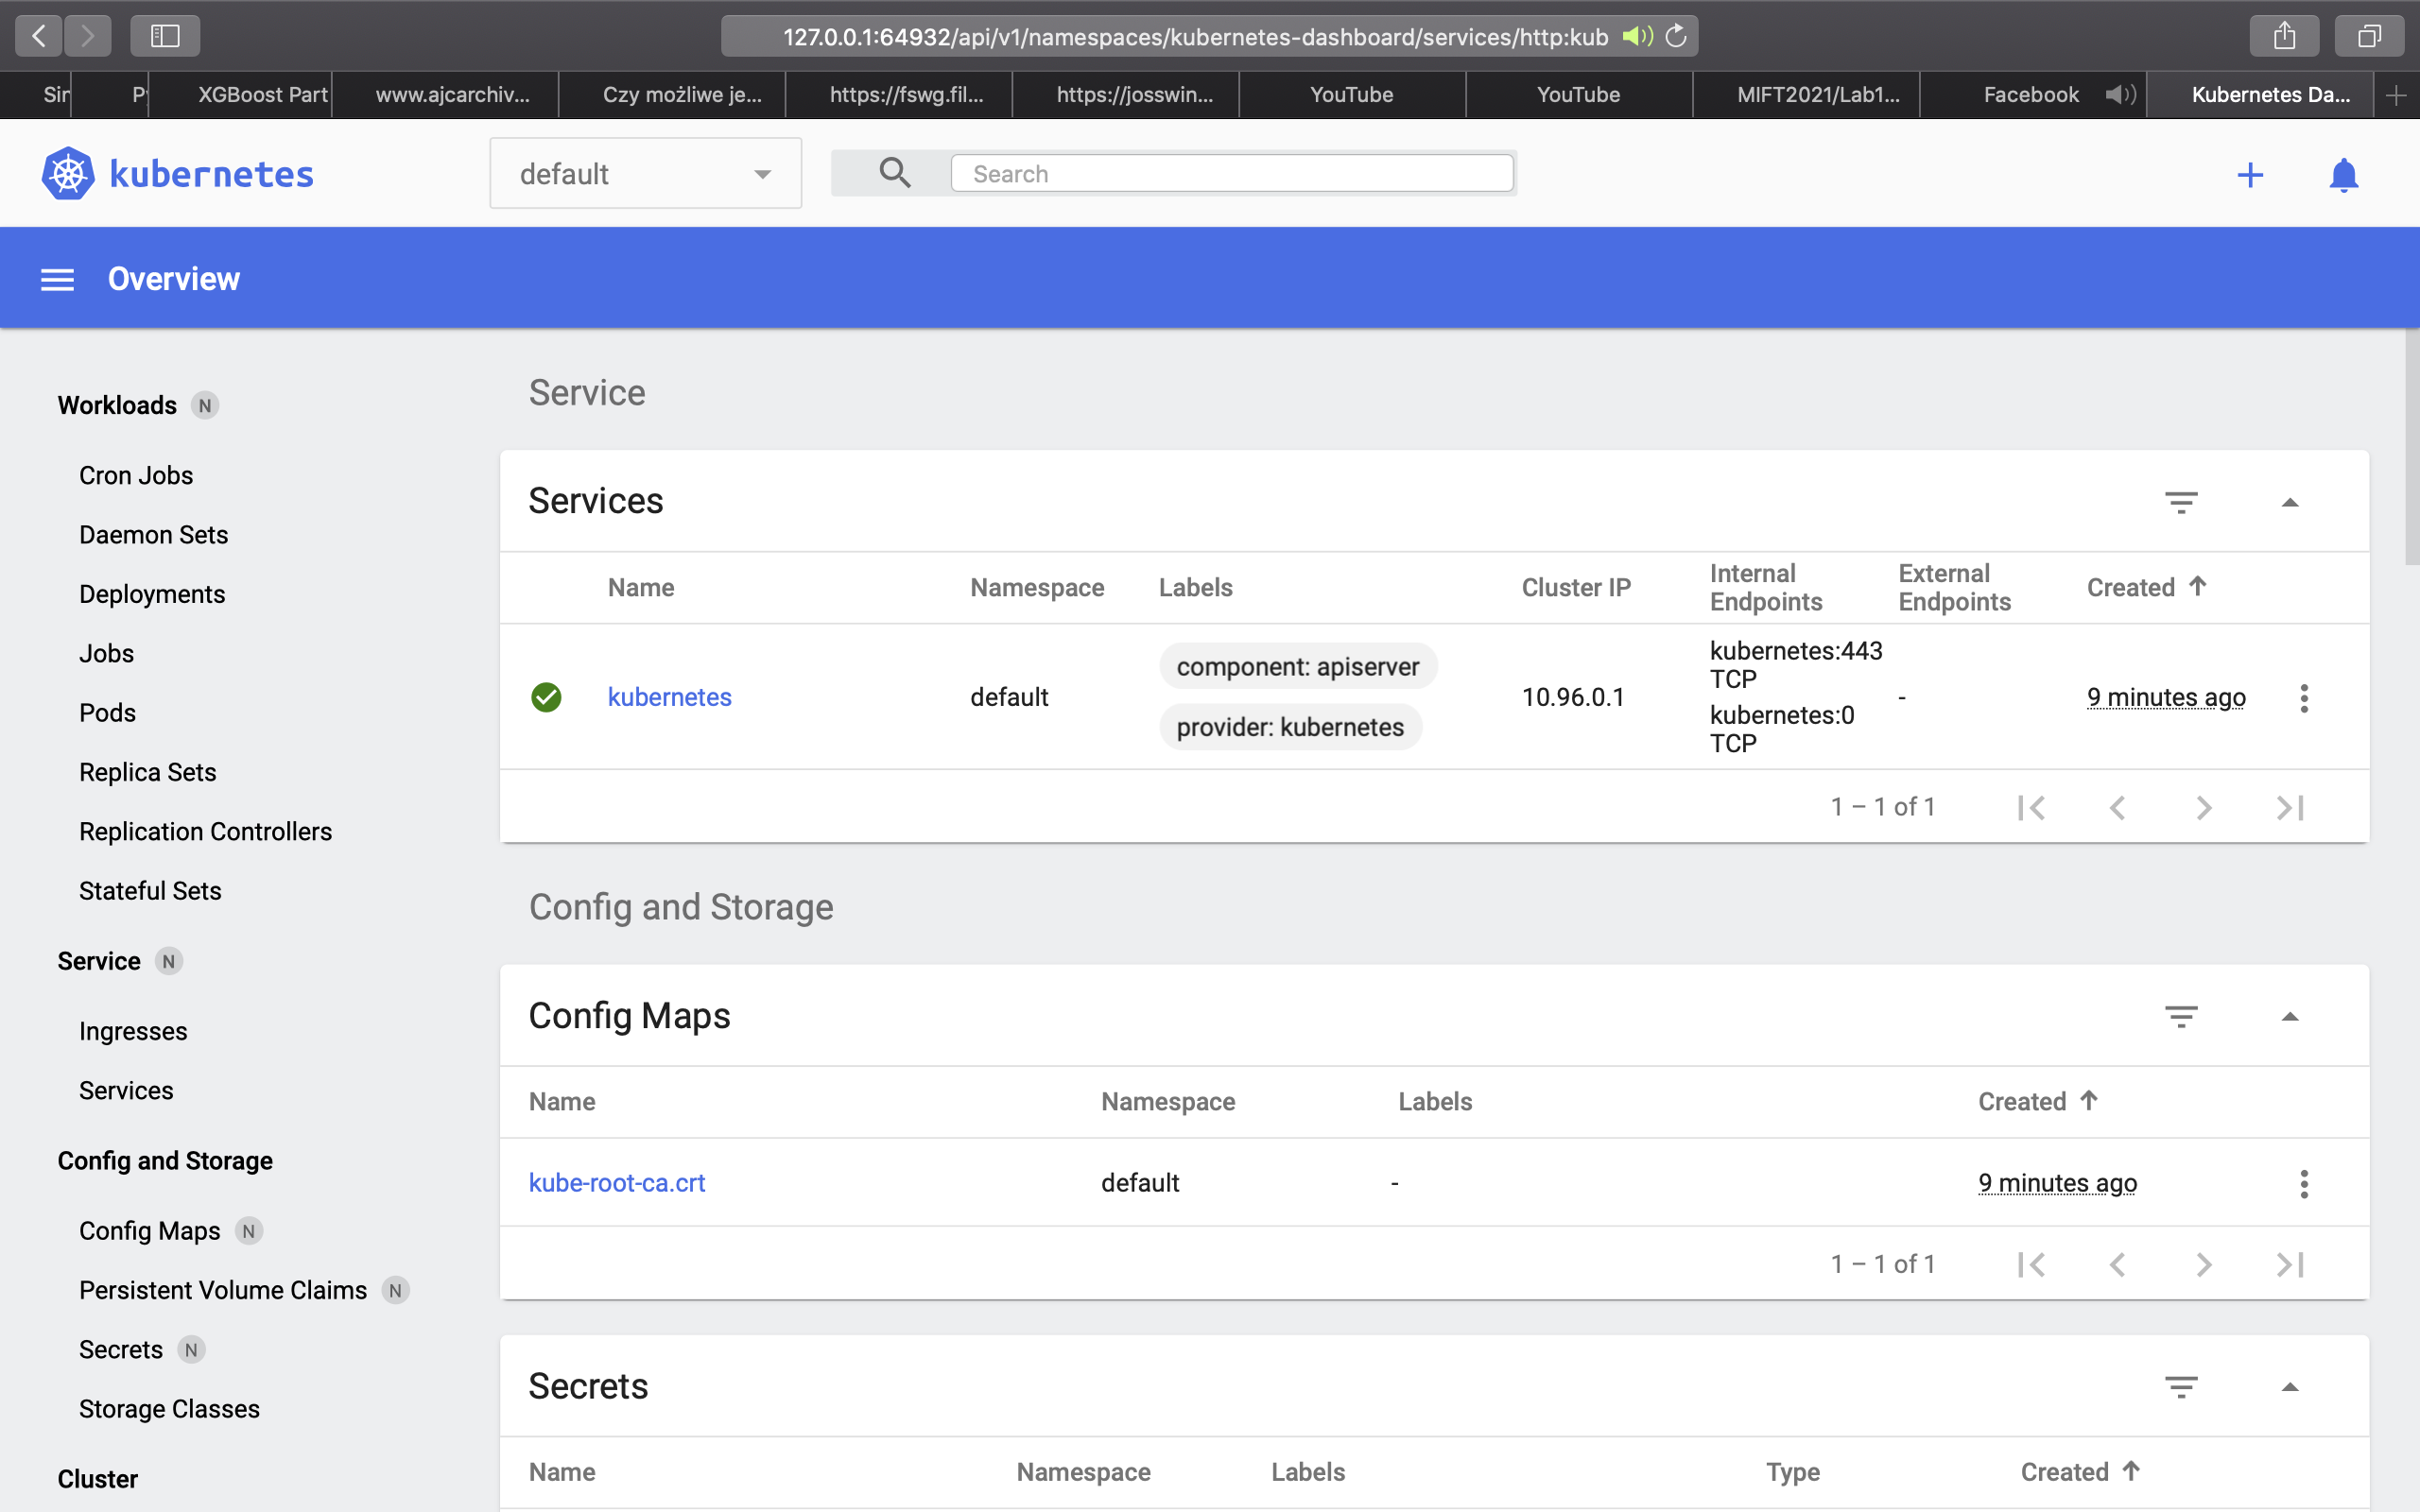 127.0.0.1:64932/api/v1/namespaces/kubernetes-dashboard/services/http:kub
Sin P XGBoost Part www.ajcarchiv... Czy możliwe je... https://fswg.fil... https://josswin... YouTube YouTube MIFT2021/Lab1... Facebook Kubernetes Da...
kubernetes default Search
Overview
Workloads N
Cron Jobs
Daemon Sets
Deployments
Jobs
Pods
Replica Sets
Replication Controllers
Stateful Sets
Service N
Ingresses
Services
Config and Storage
Config Maps N
Persistent Volume Claims N
Secrets N
Storage Classes
Cluster
Service
Services
Name Namespace Labels Cluster IP Internal Endpoints External Endpoints Created
kubernetes default component: apiserver provider: kubernetes 10.96.0.1 kubernetes:443 TCP kubernetes:0 TCP - 9 minutes ago
1 – 1 of 1
Config and Storage
Config Maps
Name Namespace Labels Created
kube-root-ca.crt default - 9 minutes ago
1 – 1 of 1
Secrets
Name Namespace Labels Type Created